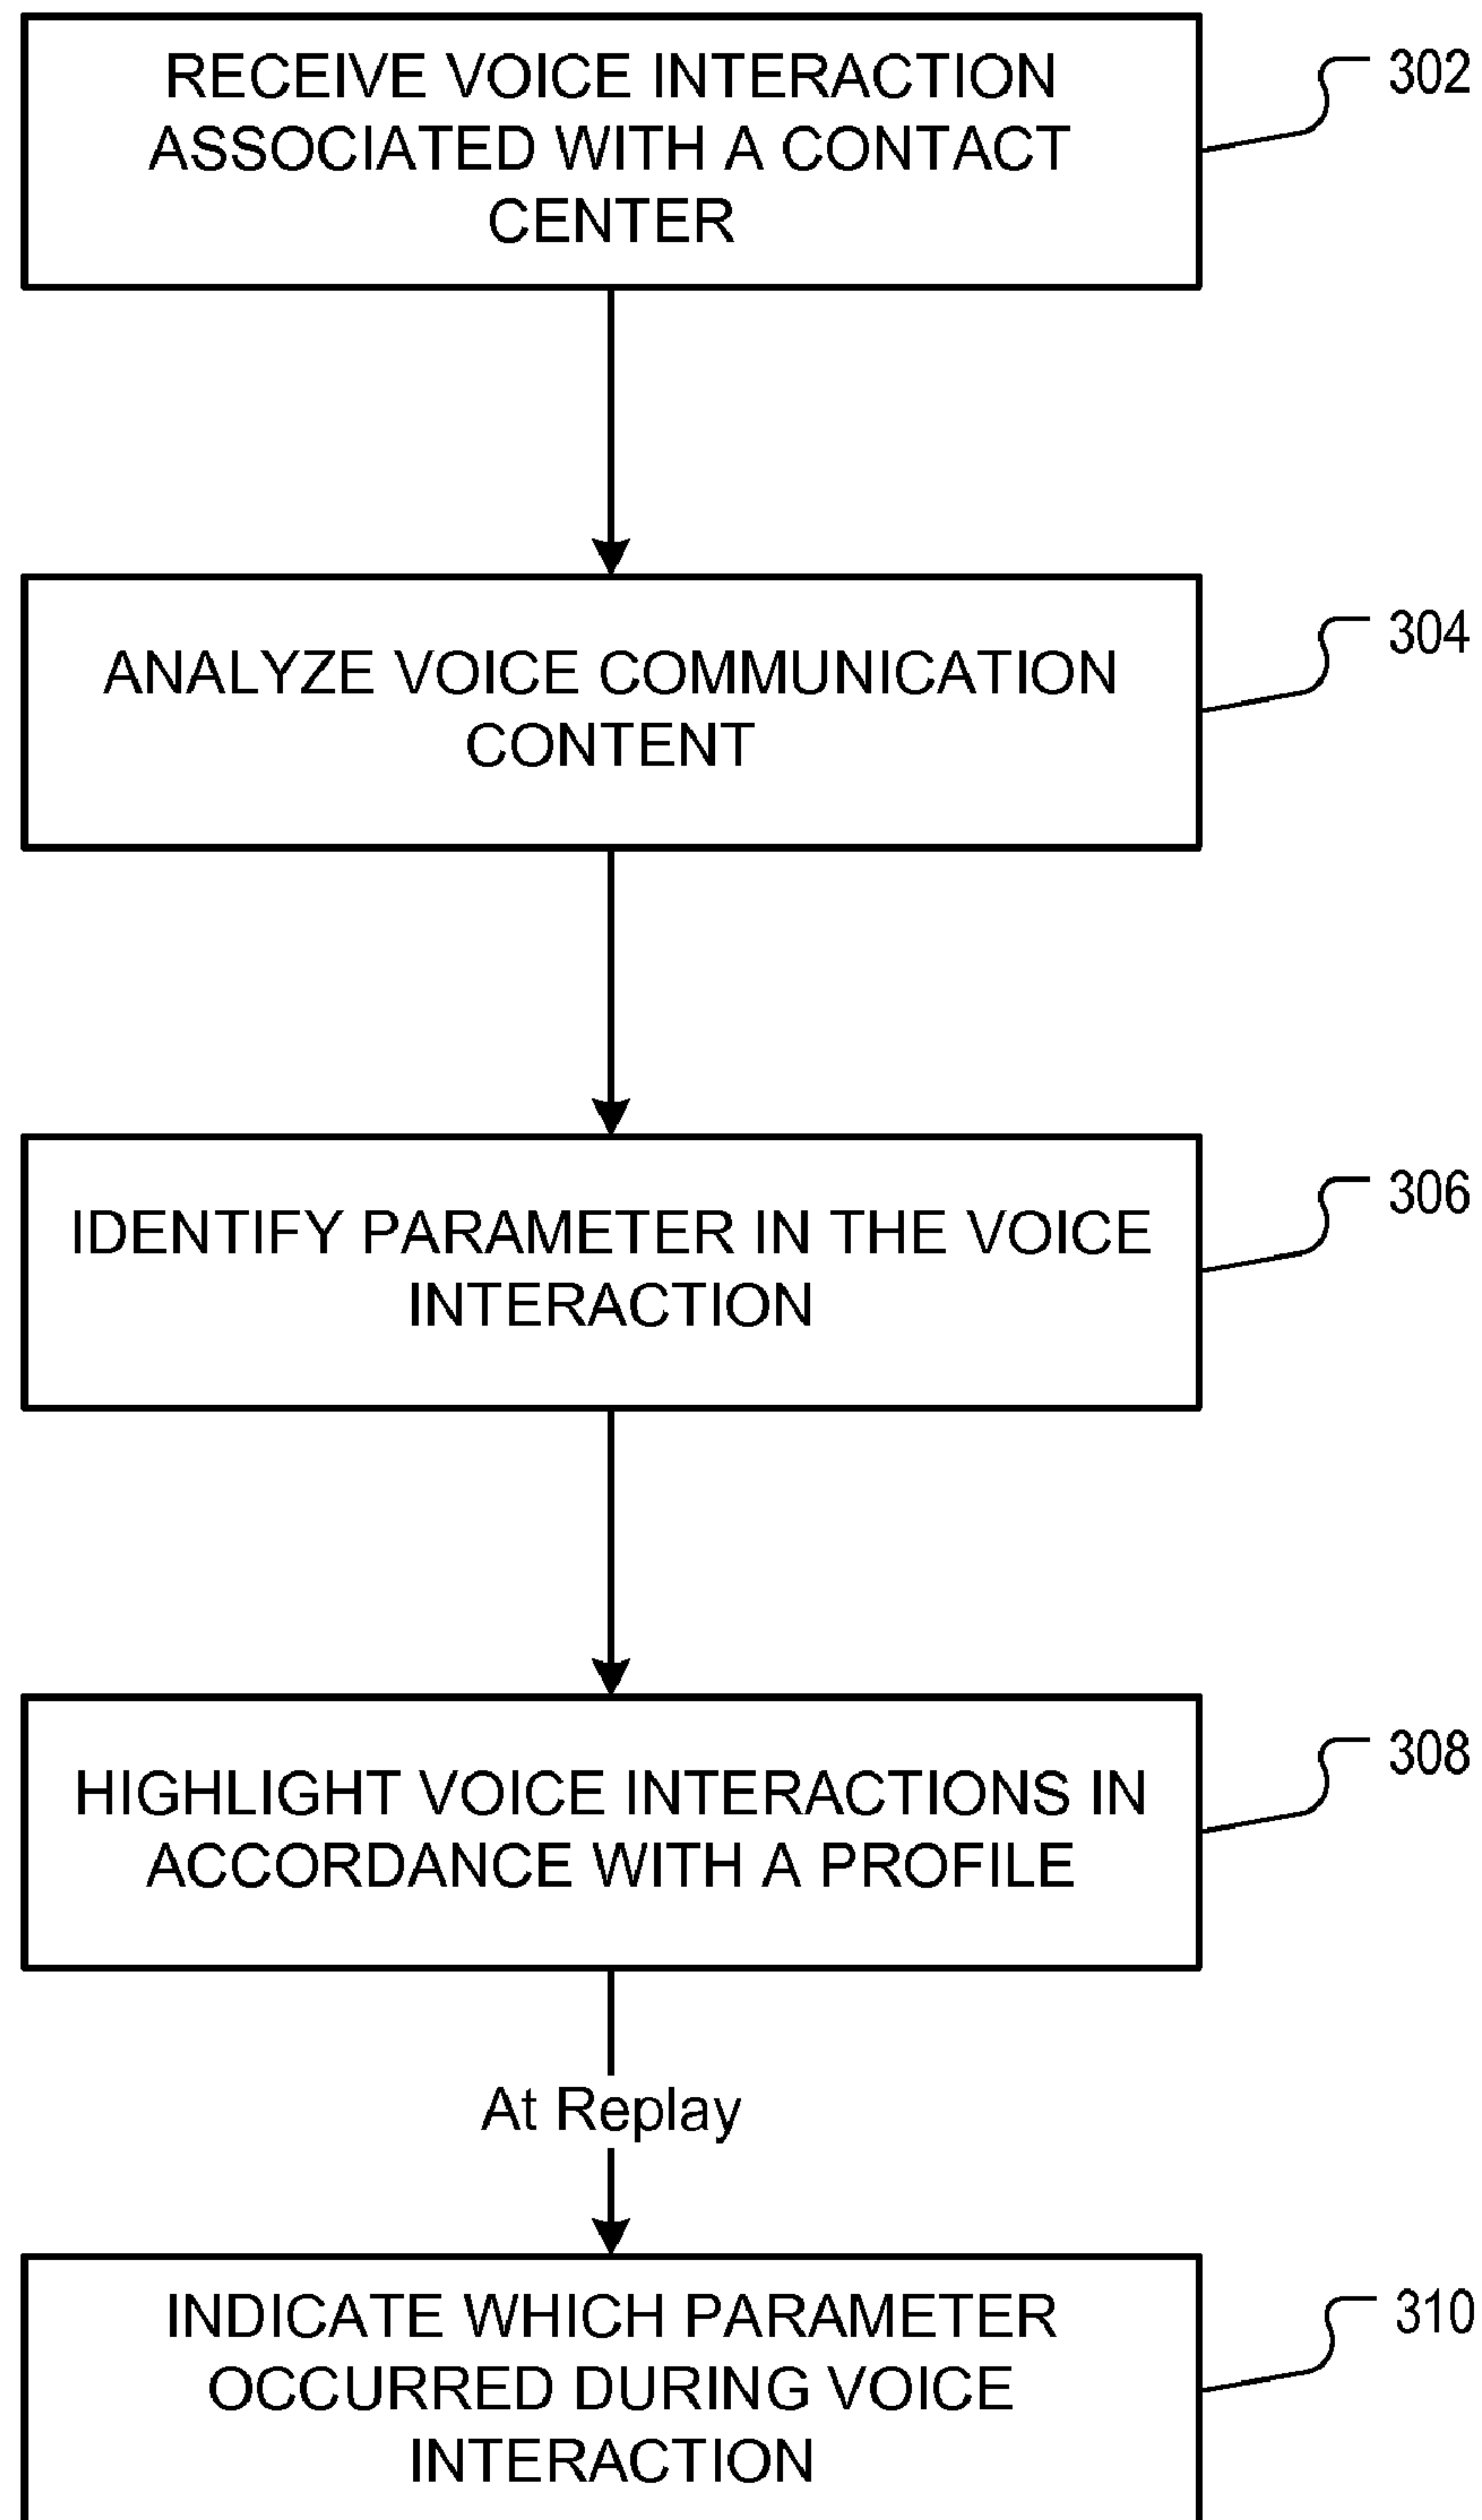 RECEIVE VOICE INTERACTION
302
ASSOCIATED WITH A CONTACT
CENTER
ANALYZE VOICE COMMUNICATION
304
CONTENT
IDENTIFY PARAMETER IN THE VOICE
306
INTERACTION
HIGHLIGHT VOICE INTERACTIONS IN
308
ACCORDANCE WITH A PROFILE
At Replay
INDICATE WHICH PARAMETER
310
OCCURRED DURING VOICE
INTERACTION